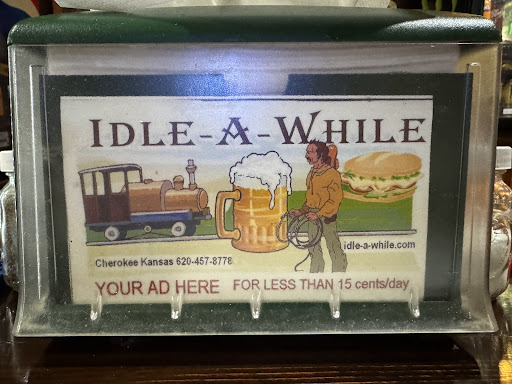 IDLE-A-WHILE
idle-a-while.com
Cherokee Kansas 620-457-8778
YOUR AD HERE FOR LESS THAN 15 cents/day